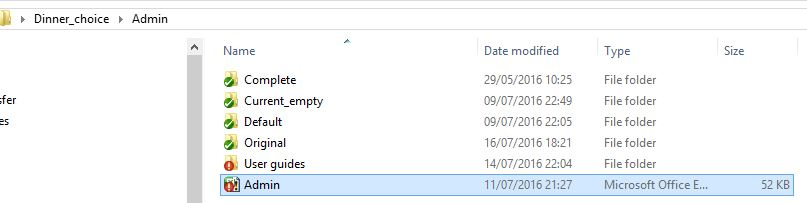 Dinner_choice Admin
Name Date modified Type Size
Complete 29/05/2016 10:25 File folder
Current_empty 09/07/2016 22:49 File folder
sfer
Default 09/07/2016 22:05 File folder
es
Original 16/07/2016 18:21 File folder
User guides 14/07/2016 22:04 File folder
Admin 11/07/2016 21:27 Microsoft Office E... 52 KB